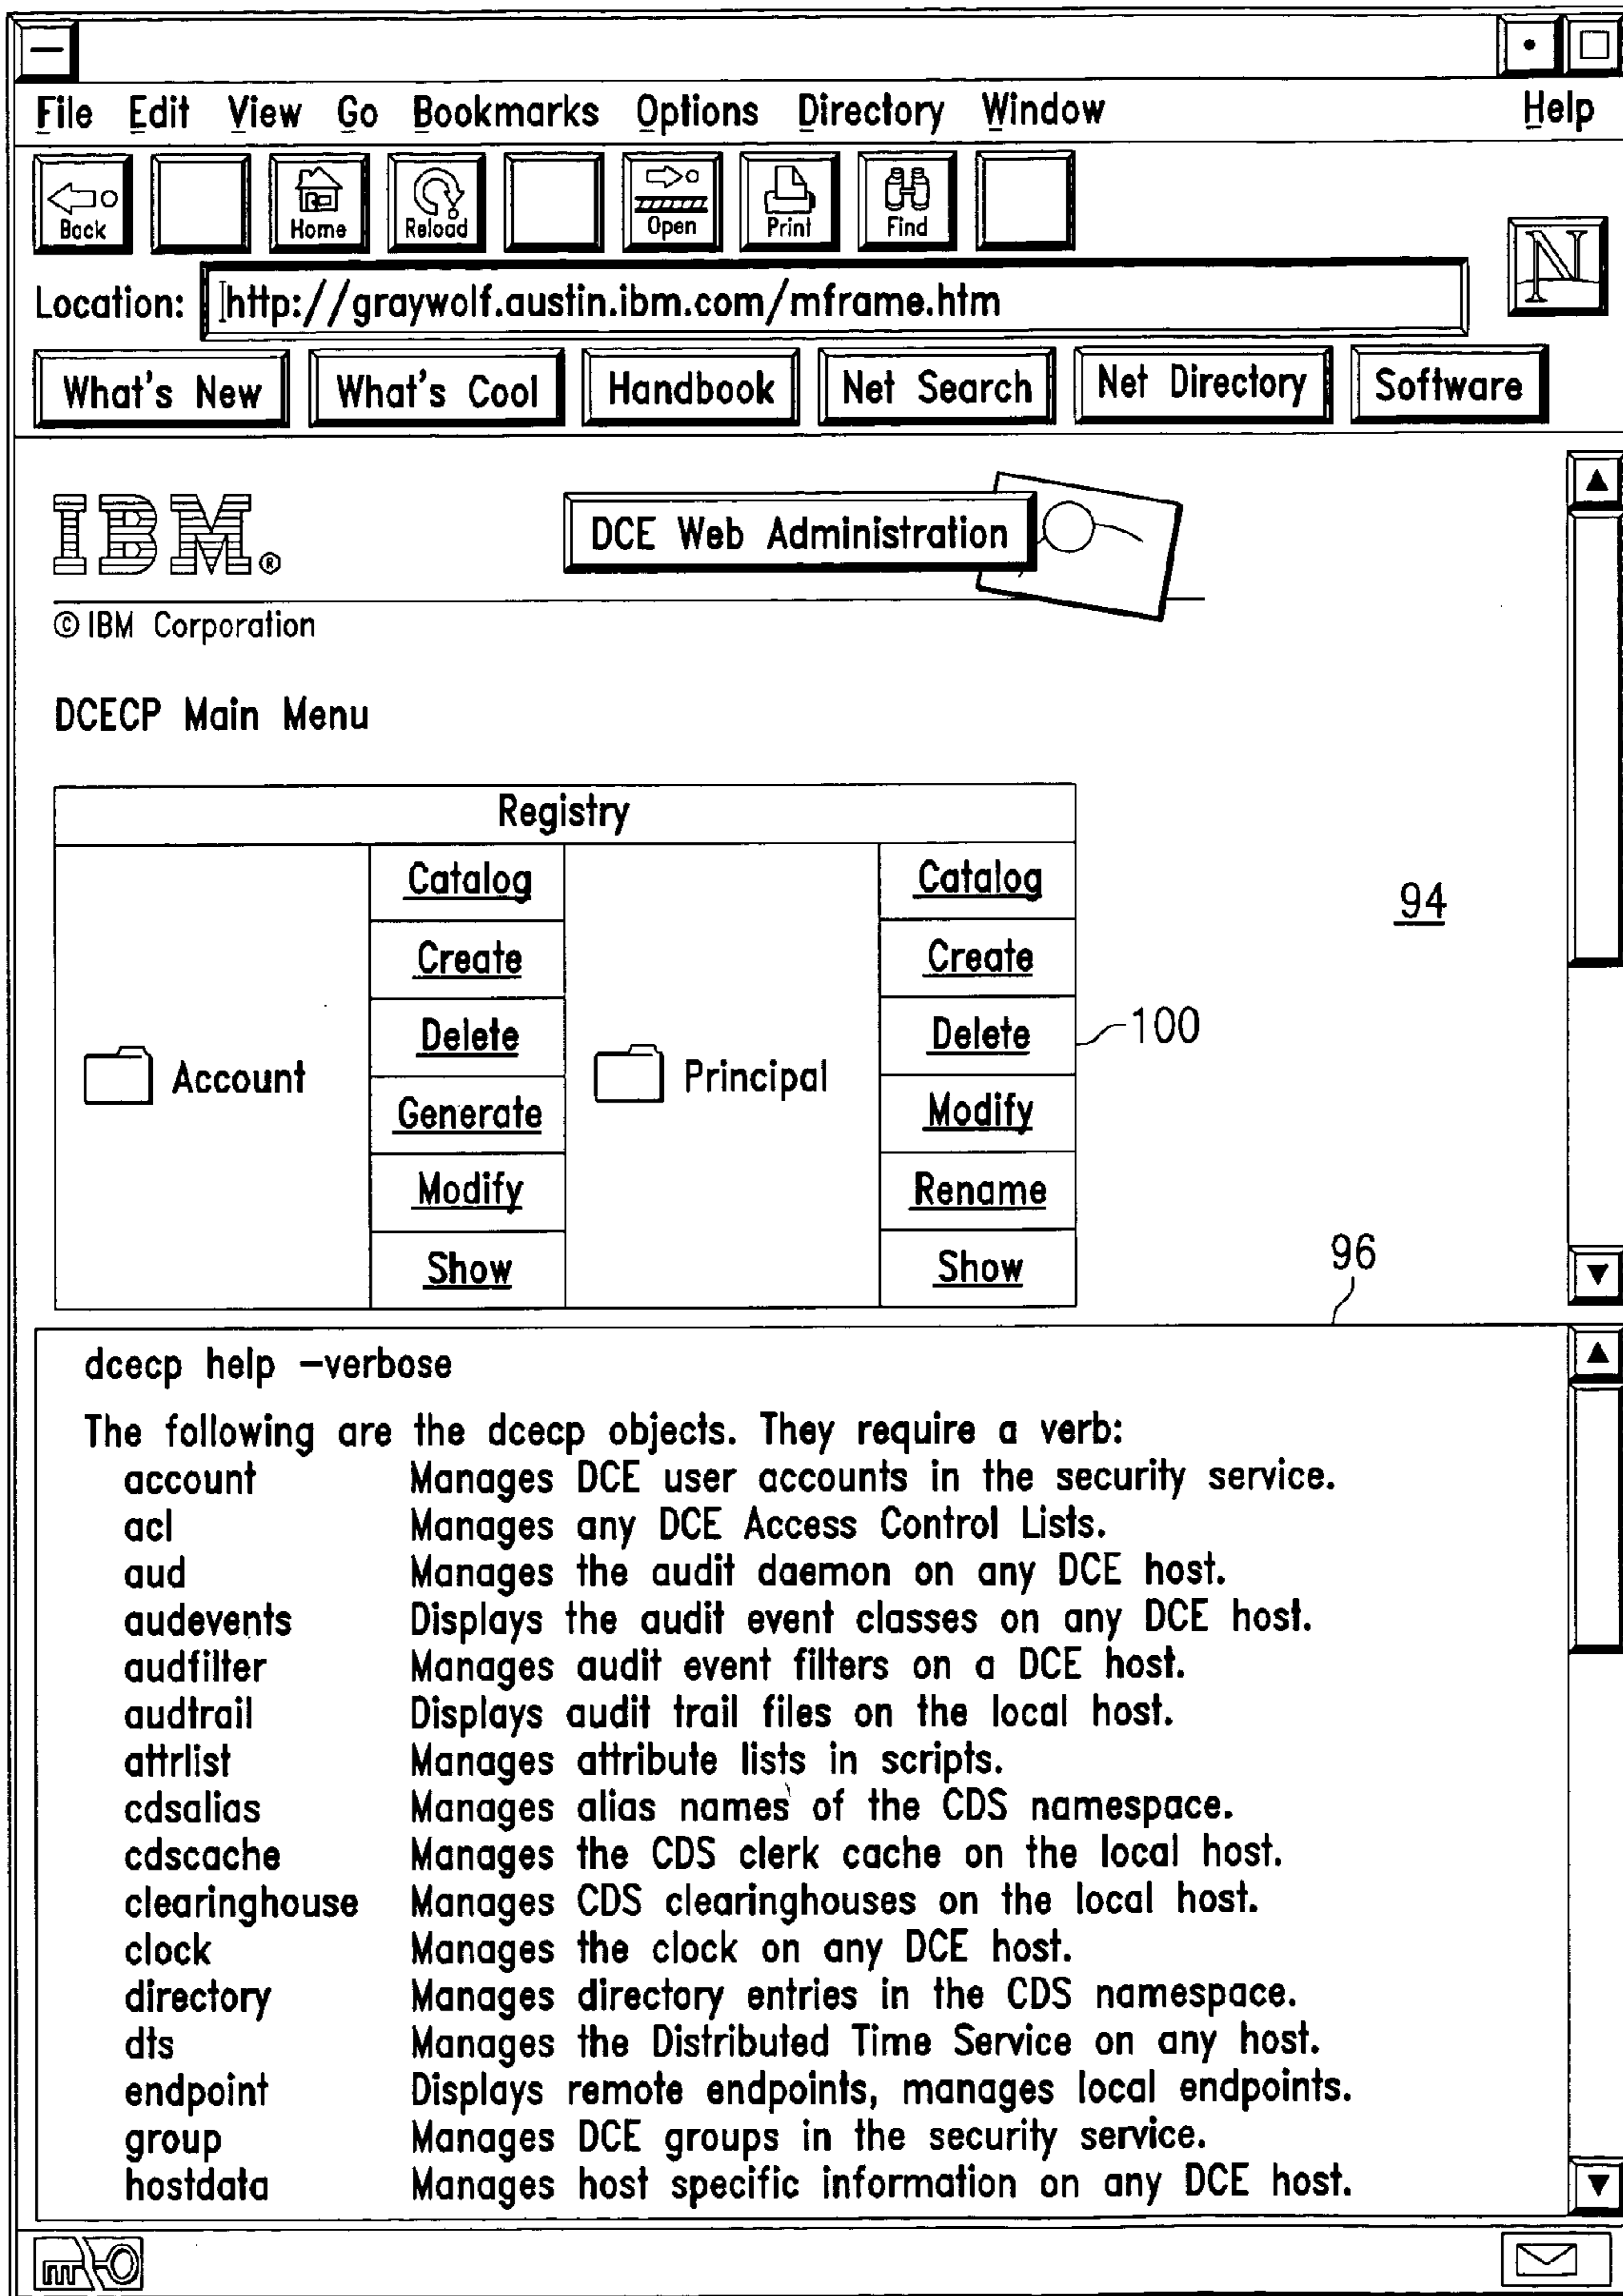 File Edit View Go Bookmarks Options Directory Window Help
Back Home Reload Open Print Find
N
Location: http://graywolf.austin.ibm.com/mframe.htm
What's New What's Cool Handbook Net Search Net Directory Software
IBM® DCE Web Administration
© IBM Corporation
DCECP Main Menu
Registry
Catalog Catalog
94
Create Create
Delete Delete
100
Account Principal
Generate Modify
Modify Rename
96
Show Show
dcecp help –verbose
The following are the dcecp objects. They require a verb:
account Manages DCE user accounts in the security service.
acl Manages any DCE Access Control Lists.
aud Manages the audit daemon on any DCE host.
audevents Displays the audit event classes on any DCE host.
audfilter Manages audit event filters on a DCE host.
audtrail Displays audit trail files on the local host.
attrlist Manages attribute lists in scripts.
cdsalias Manages alias names of the CDS namespace.
cdscache Manages the CDS clerk cache on the local host.
clearinghouse Manages CDS clearinghouses on the local host.
clock Manages the clock on any DCE host.
directory Manages directory entries in the CDS namespace.
dts Manages the Distributed Time Service on any host.
endpoint Displays remote endpoints, manages local endpoints.
group Manages DCE groups in the security service.
hostdata Manages host specific information on any DCE host.